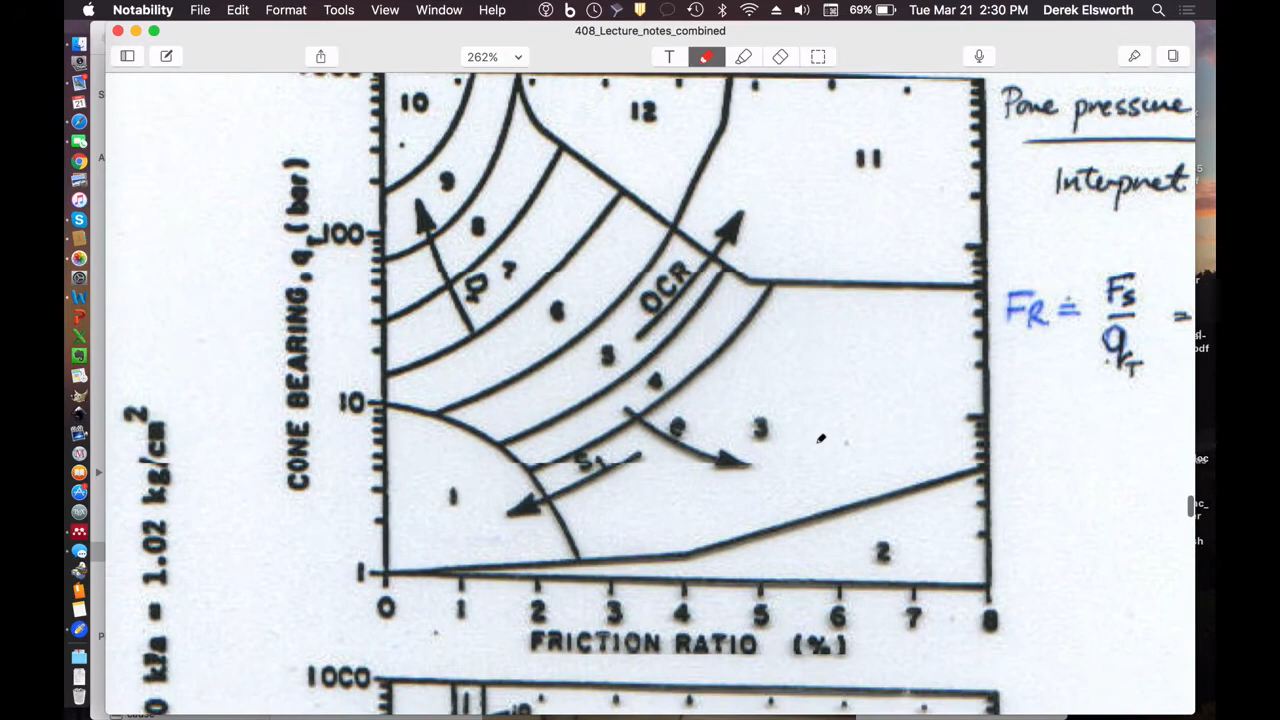 Notability File Edit Format Tools View Window Help 69% Tue Mar 21 2:30 PM Derek Elsworth
408_Lecture_notes_combined
262% T
10 12 11
Pore pressure
Interpret
9 8 7 6 5 4 3 1 2
Dr
OCR
e
St
CONE BEARING, qT (bar)
100
10
1
0 1 2 3 4 5 6 7 8
FRICTION RATIO (%)
FR ≐ Fs/qT =
0 kPa = 1.02 kg/cm2
1000